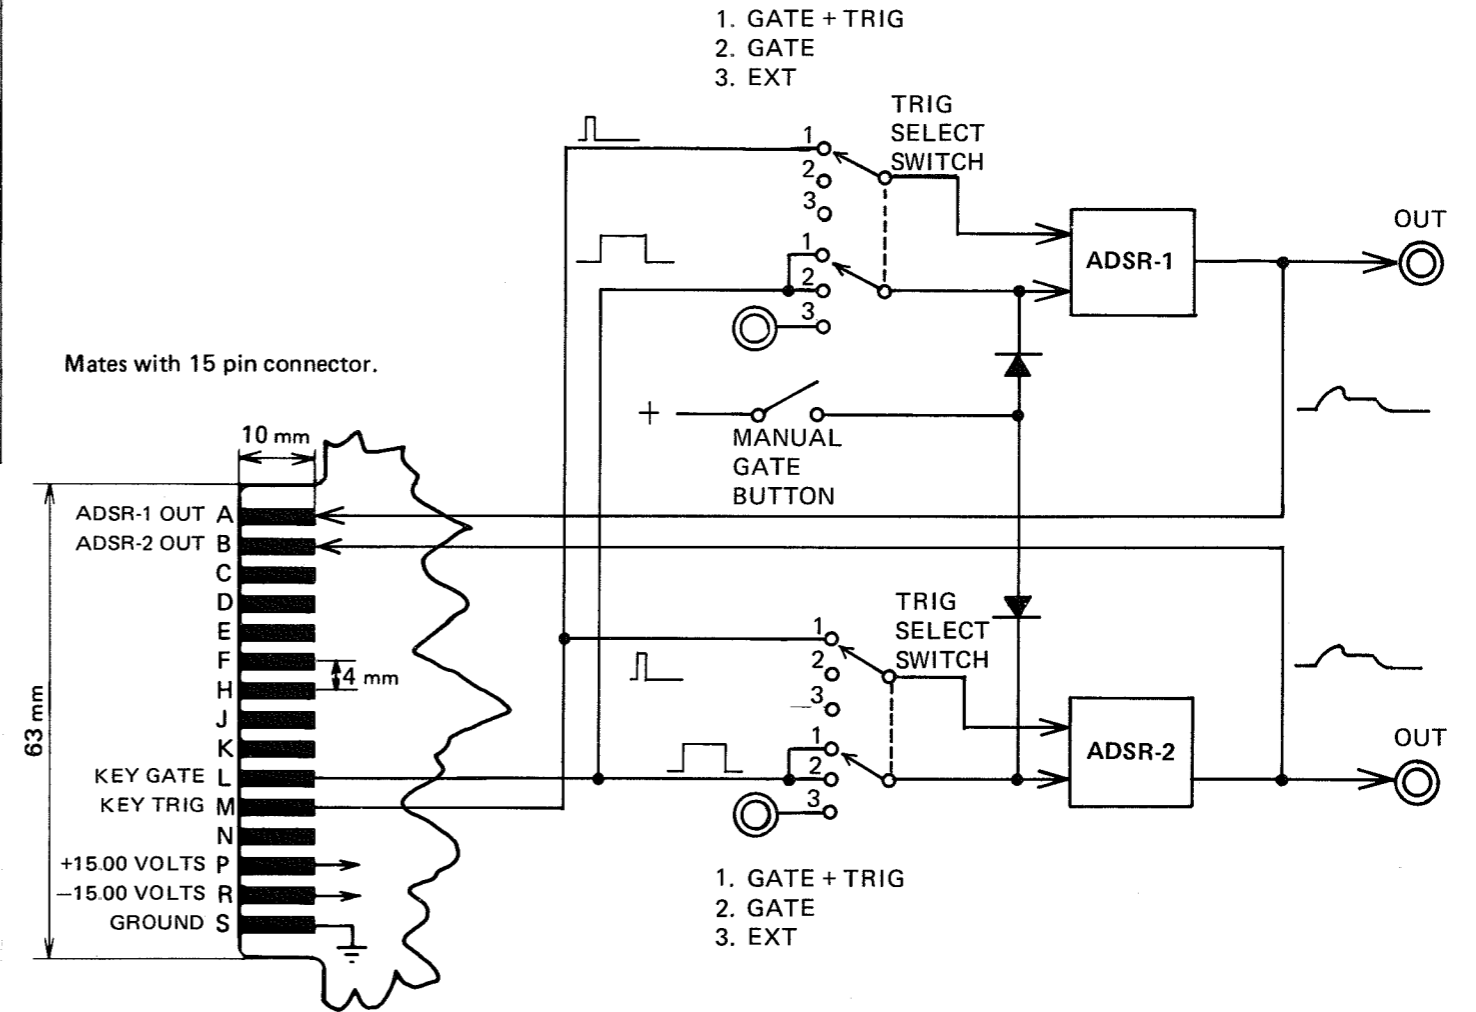 1. GATE + TRIG
2. GATE
3. EXT
TRIG
SELECT
SWITCH
1
2
3
1
2
3
ADSR-1
OUT
+
MANUAL
GATE
BUTTON
Mates with 15 pin connector.
10 mm
63 mm
4 mm
ADSR-1 OUT A
ADSR-2 OUT B
C
D
E
F
H
J
K
KEY GATE L
KEY TRIG M
N
+15.00 VOLTS P
−15.00 VOLTS R
GROUND S
TRIG
SELECT
SWITCH
1
2
3
1
2
3
ADSR-2
OUT
1. GATE + TRIG
2. GATE
3. EXT